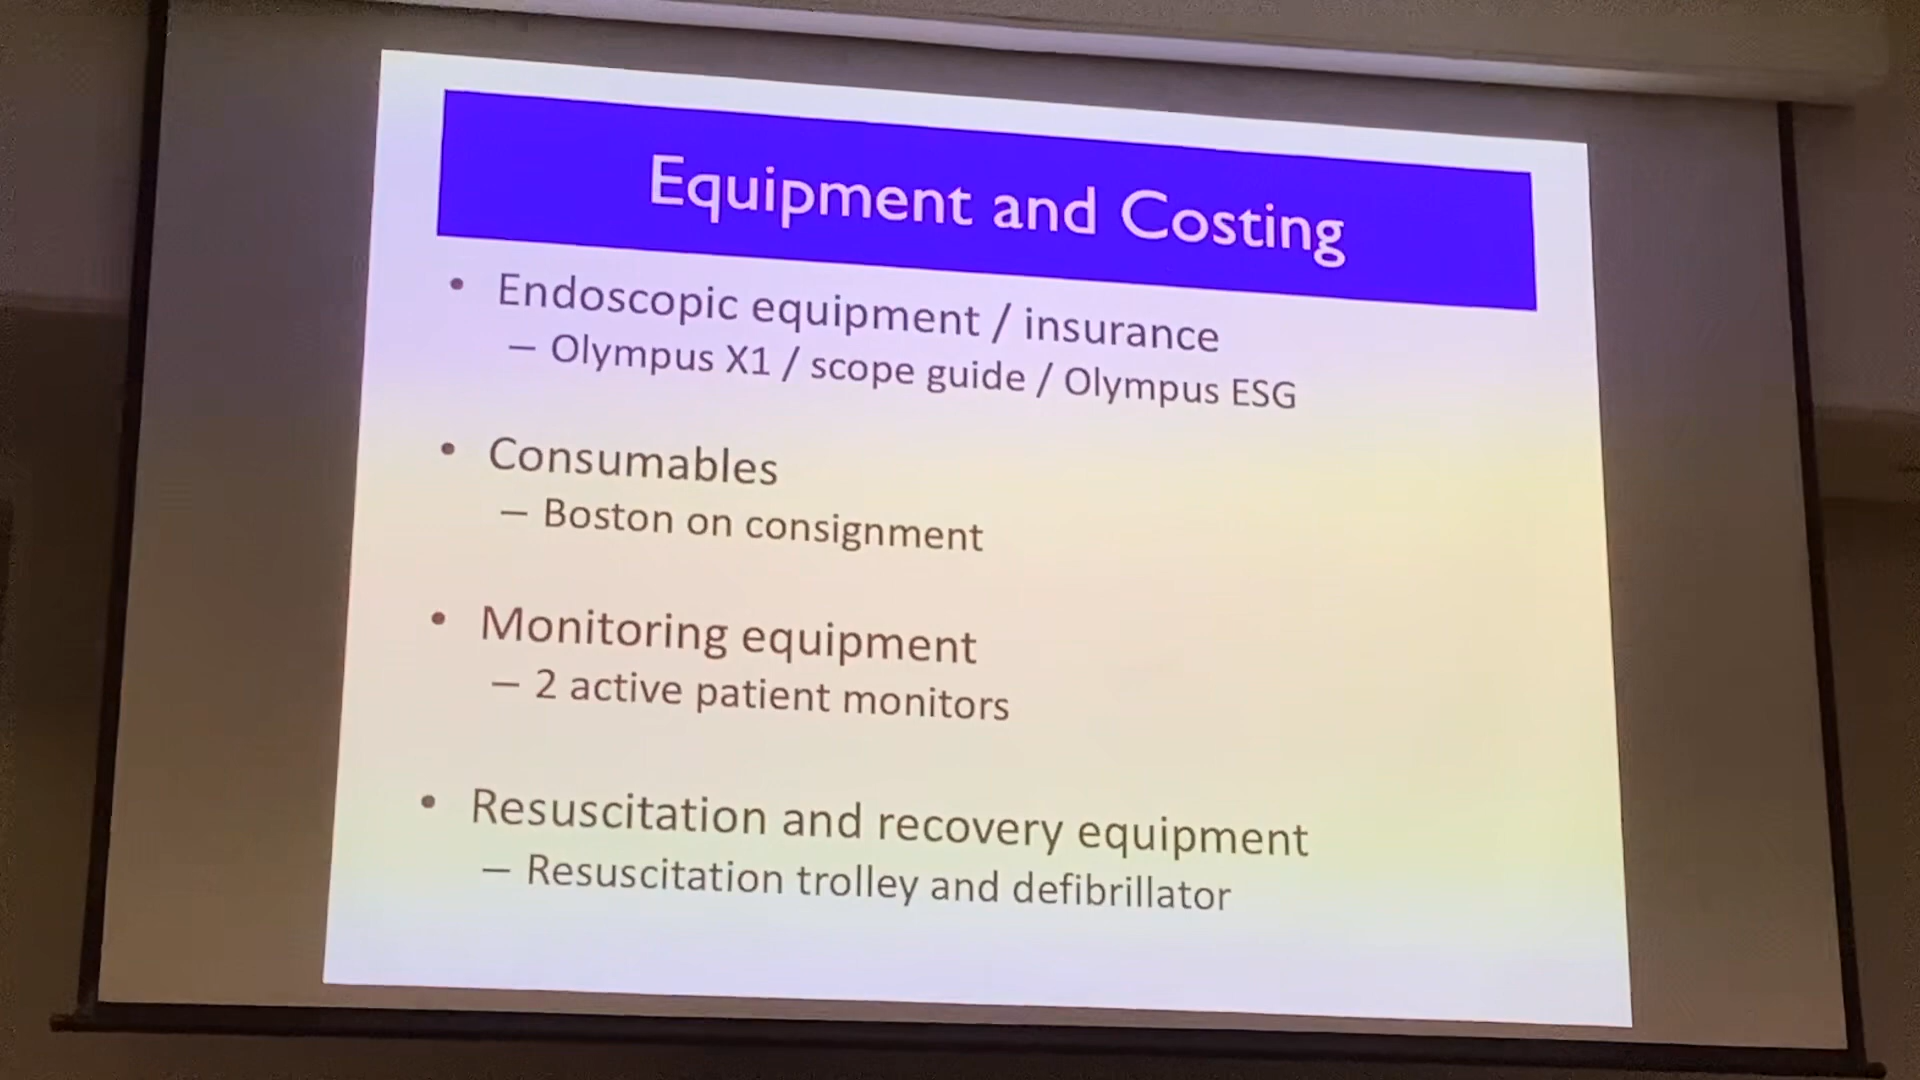 Equipment and Costing
• Endoscopic equipment / insurance
– Olympus X1 / scope guide / Olympus ESG
• Consumables
– Boston on consignment
• Monitoring equipment
– 2 active patient monitors
• Resuscitation and recovery equipment
– Resuscitation trolley and defibrillator